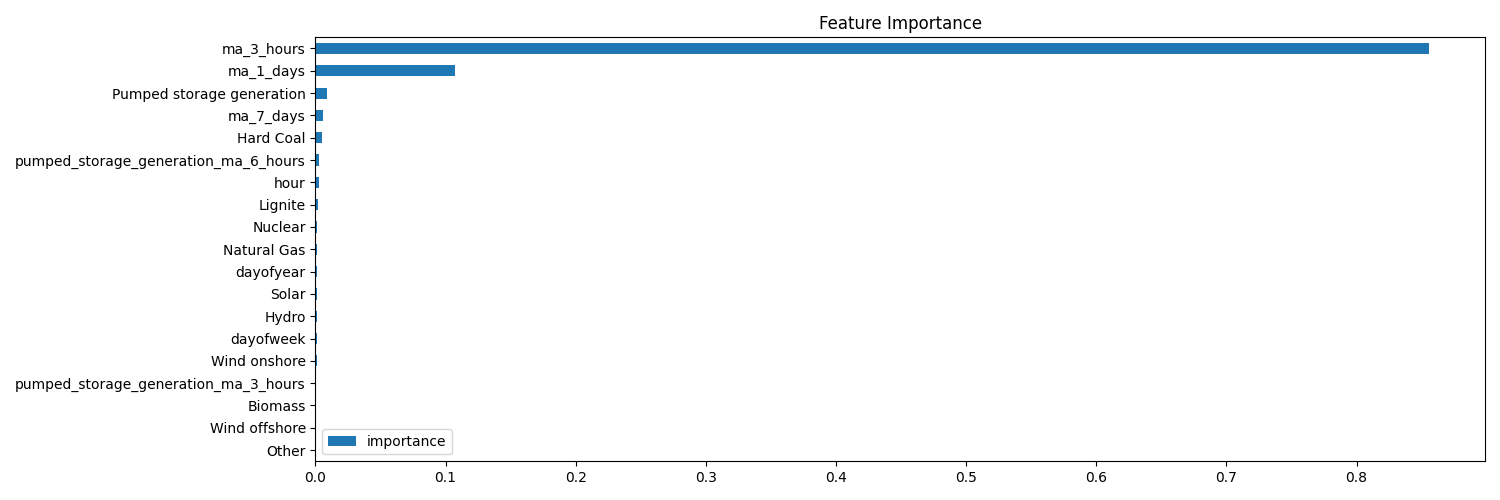 Feature Importance
ma_3_hours
ma_1_days
Pumped storage generation
ma_7_days
Hard Coal
pumped_storage_generation_ma_6_hours
hour
Lignite
Nuclear
Natural Gas
dayofyear
Solar
Hydro
dayofweek
Wind onshore
pumped_storage_generation_ma_3_hours
Biomass
Wind offshore
Other
importance
0.0 0.1 0.2 0.3 0.4 0.5 0.6 0.7 0.8